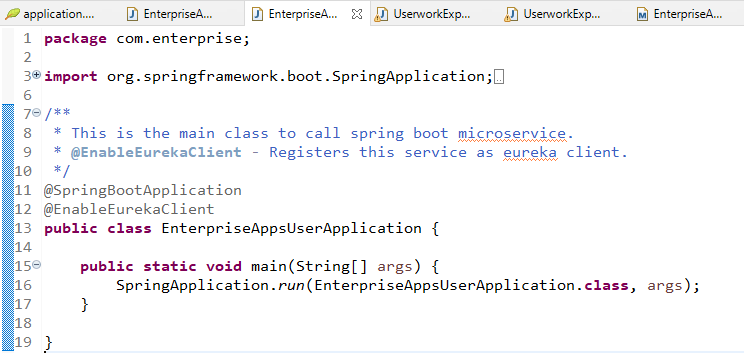 application....
EnterpriseA...
EnterpriseA...
UserworkExp...
UserworkExp...
EnterpriseA...
1 package com.enterprise;
2
3 import org.springframework.boot.SpringApplication;
6
7 /**
8 * This is the main class to call spring boot microservice.
9 * @EnableEurekaClient - Registers this service as eureka client.
10 */
11 @SpringBootApplication
12 @EnableEurekaClient
13 public class EnterpriseAppsUserApplication {
14
15 public static void main(String[] args) {
16 SpringApplication.run(EnterpriseAppsUserApplication.class, args);
17 }
18
19 }